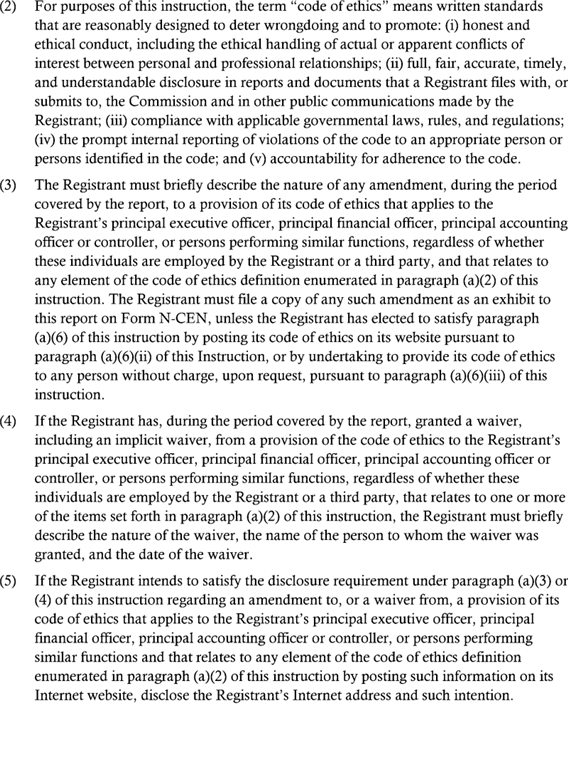 (2) For purposes of this instruction, the term “code of ethics” means written standards
that are reasonably designed to deter wrongdoing and to promote: (i) honest and
ethical conduct, including the ethical handling of actual or apparent conflicts of
interest between personal and professional relationships; (ii) full, fair, accurate, timely,
and understandable disclosure in reports and documents that a Registrant files with, or
submits to, the Commission and in other public communications made by the
Registrant; (iii) compliance with applicable governmental laws, rules, and regulations;
(iv) the prompt internal reporting of violations of the code to an appropriate person or
persons identified in the code; and (v) accountability for adherence to the code.
(3) The Registrant must briefly describe the nature of any amendment, during the period
covered by the report, to a provision of its code of ethics that applies to the
Registrant’s principal executive officer, principal financial officer, principal accounting
officer or controller, or persons performing similar functions, regardless of whether
these individuals are employed by the Registrant or a third party, and that relates to
any element of the code of ethics definition enumerated in paragraph (a)(2) of this
instruction. The Registrant must file a copy of any such amendment as an exhibit to
this report on Form N-CEN, unless the Registrant has elected to satisfy paragraph
(a)(6) of this instruction by posting its code of ethics on its website pursuant to
paragraph (a)(6)(ii) of this Instruction, or by undertaking to provide its code of ethics
to any person without charge, upon request, pursuant to paragraph (a)(6)(iii) of this
instruction.
(4) If the Registrant has, during the period covered by the report, granted a waiver,
including an implicit waiver, from a provision of the code of ethics to the Registrant’s
principal executive officer, principal financial officer, principal accounting officer or
controller, or persons performing similar functions, regardless of whether these
individuals are employed by the Registrant or a third party, that relates to one or more
of the items set forth in paragraph (a)(2) of this instruction, the Registrant must briefly
describe the nature of the waiver, the name of the person to whom the waiver was
granted, and the date of the waiver.
(5) If the Registrant intends to satisfy the disclosure requirement under paragraph (a)(3) or
(4) of this instruction regarding an amendment to, or a waiver from, a provision of its
code of ethics that applies to the Registrant’s principal executive officer, principal
financial officer, principal accounting officer or controller, or persons performing
similar functions and that relates to any element of the code of ethics definition
enumerated in paragraph (a)(2) of this instruction by posting such information on its
Internet website, disclose the Registrant’s Internet address and such intention.